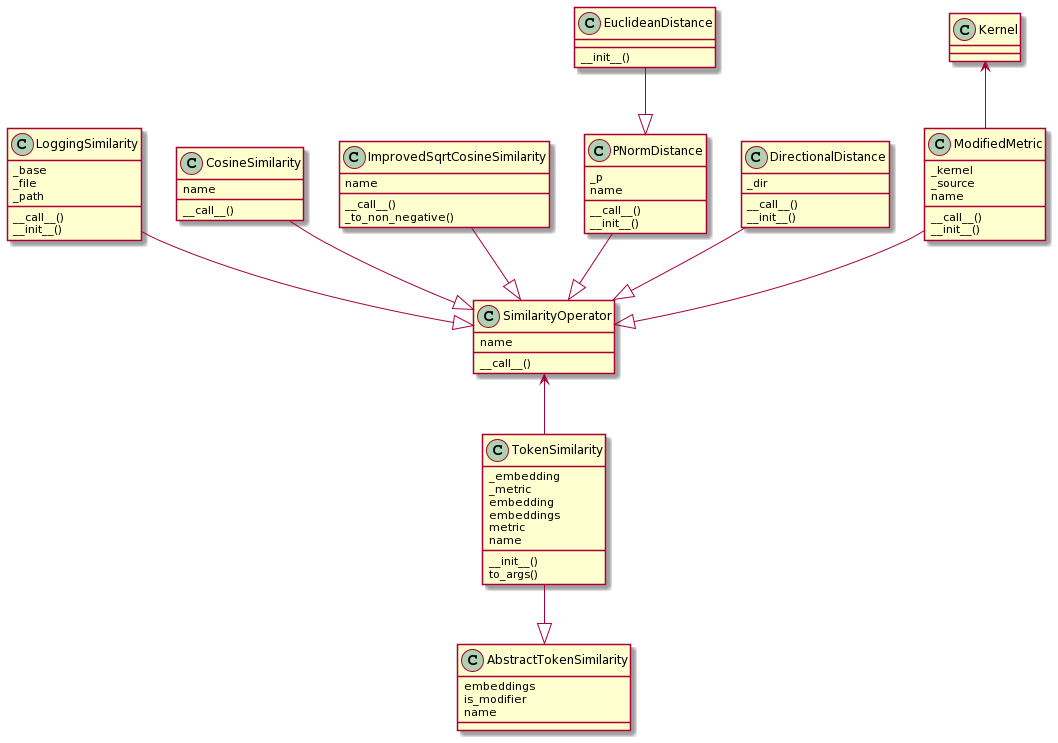 C EuclideanDistance
__init__()
C Kernel
C LoggingSimilarity
_base
_file
_path
__call__()
__init__()
C CosineSimilarity
name
__call__()
C ImprovedSqrtCosineSimilarity
name
__call__()
_to_non_negative()
C PNormDistance
_p
name
__call__()
__init__()
C DirectionalDistance
_dir
__call__()
__init__()
C ModifiedMetric
_kernel
_source
name
__call__()
__init__()
C SimilarityOperator
name
__call__()
C TokenSimilarity
_embedding
_metric
embedding
embeddings
metric
name
__init__()
to_args()
C AbstractTokenSimilarity
embeddings
is_modifier
name